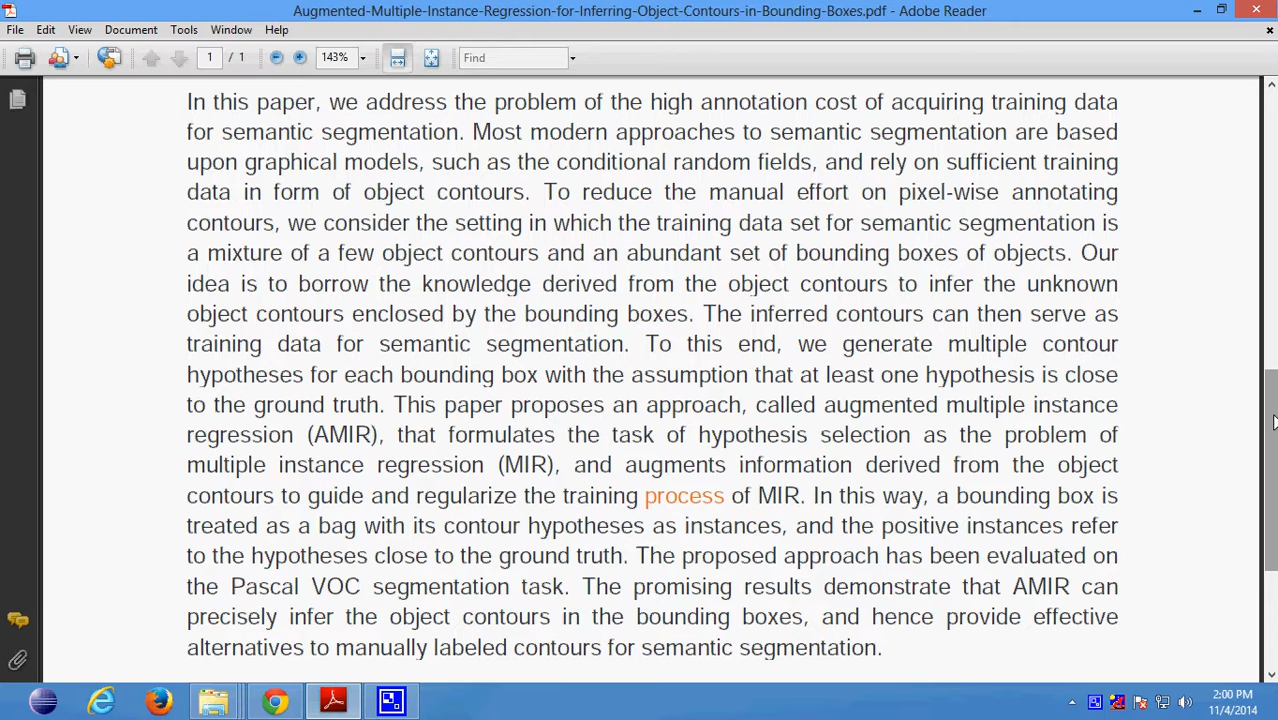 Augmented-Multiple-Instance-Regression-for-Inferring-Object-Contours-in-Bounding-Boxes.pdf - Adobe Reader
File Edit View Document Tools Window Help
1 / 1 143% Find
In this paper, we address the problem of the high annotation cost of acquiring training data
for semantic segmentation. Most modern approaches to semantic segmentation are based
upon graphical models, such as the conditional random fields, and rely on sufficient training
data in form of object contours. To reduce the manual effort on pixel-wise annotating
contours, we consider the setting in which the training data set for semantic segmentation is
a mixture of a few object contours and an abundant set of bounding boxes of objects. Our
idea is to borrow the knowledge derived from the object contours to infer the unknown
object contours enclosed by the bounding boxes. The inferred contours can then serve as
training data for semantic segmentation. To this end, we generate multiple contour
hypotheses for each bounding box with the assumption that at least one hypothesis is close
to the ground truth. This paper proposes an approach, called augmented multiple instance
regression (AMIR), that formulates the task of hypothesis selection as the problem of
multiple instance regression (MIR), and augments information derived from the object
contours to guide and regularize the training process of MIR. In this way, a bounding box is
treated as a bag with its contour hypotheses as instances, and the positive instances refer
to the hypotheses close to the ground truth. The proposed approach has been evaluated on
the Pascal VOC segmentation task. The promising results demonstrate that AMIR can
precisely infer the object contours in the bounding boxes, and hence provide effective
alternatives to manually labeled contours for semantic segmentation.
2:00 PM
11/4/2014